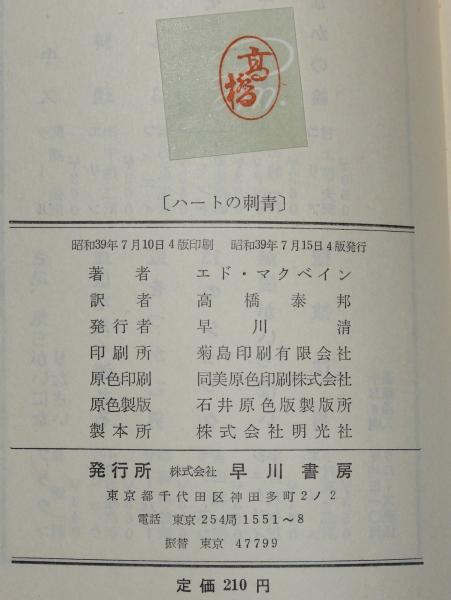 高橋
〔ハートの刺青〕
昭和39年7月10日4版印刷 昭和39年7月15日4版発行
著者 エド・マクベイン
訳者 高橋泰邦
発行者 早川清
印刷所 菊島印刷有限会社
原色印刷 同美原色印刷株式会社
原色製版 石井原色版製版所
製本所 株式会社明光社
発行所 株式会社 早川書房
東京都千代田区神田多町2ノ2
電話 東京254局1551〜8
振替 東京 47799
定価210円